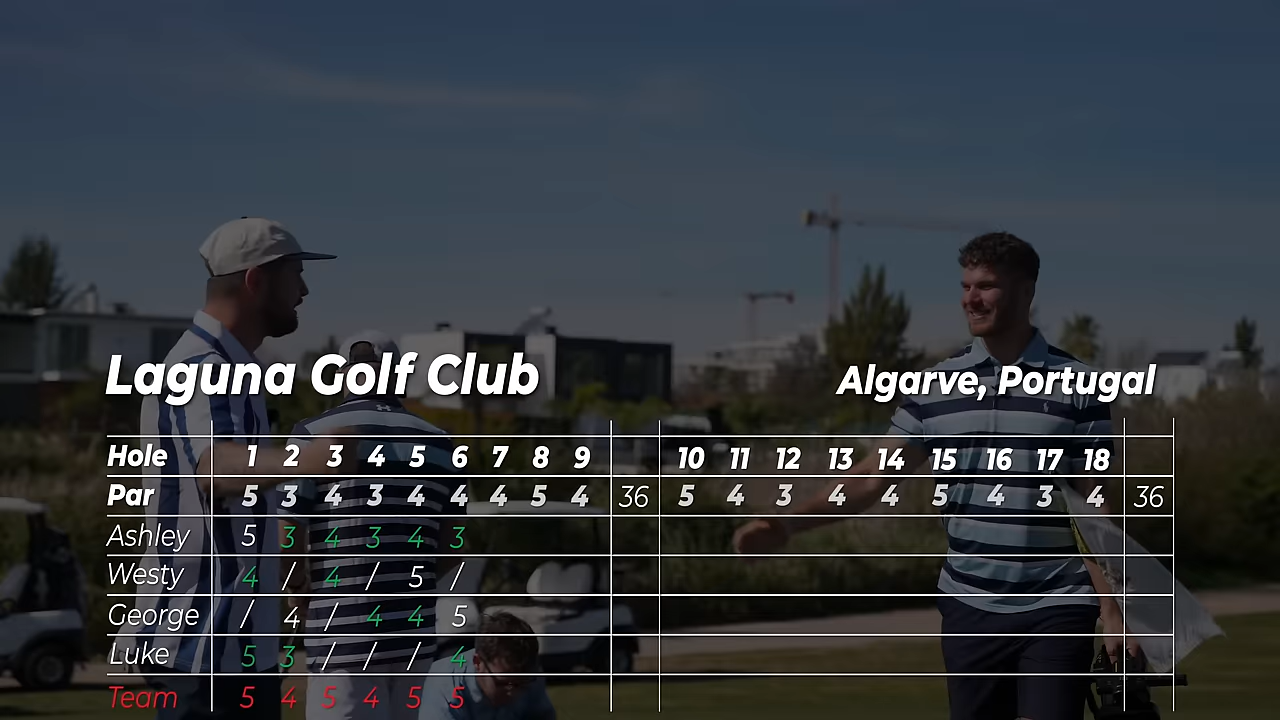 Laguna Golf Club Algarve, Portugal
Hole 1 2 3 4 5 6 7 8 9 10 11 12 13 14 15 16 17 18
Par 5 3 4 3 4 4 4 5 4 36 5 4 3 4 4 5 4 3 4 36
Ashley 5 3 4 3 4 3
Westy 4 / 4 / 5 /
George / 4 / 4 4 5
Luke 5 3 / / / 4
Team 5 4 5 4 5 5